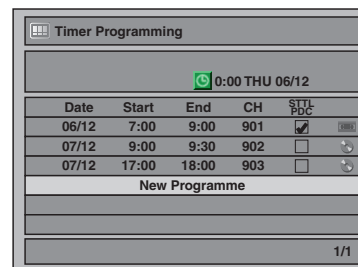 Timer Programming
0:00 THU 06/12
Date Start End CH STTL PDC
06/12 7:00 9:00 901
07/12 9:00 9:30 902
07/12 17:00 18:00 903
New Programme
1/1